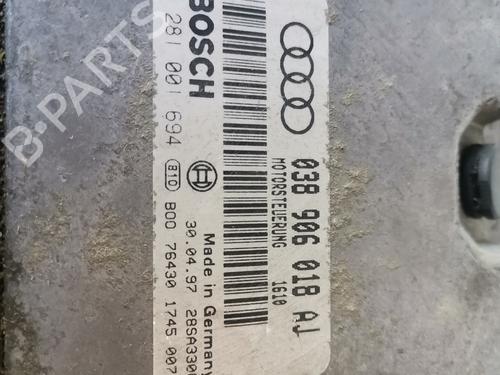 038 906 018 AJ
MOTORSTEUERUNG 1610
BOSCH
281 001 694
Made in Germany
30.04.97
810 B00 76430 1745 007
B-PARTS